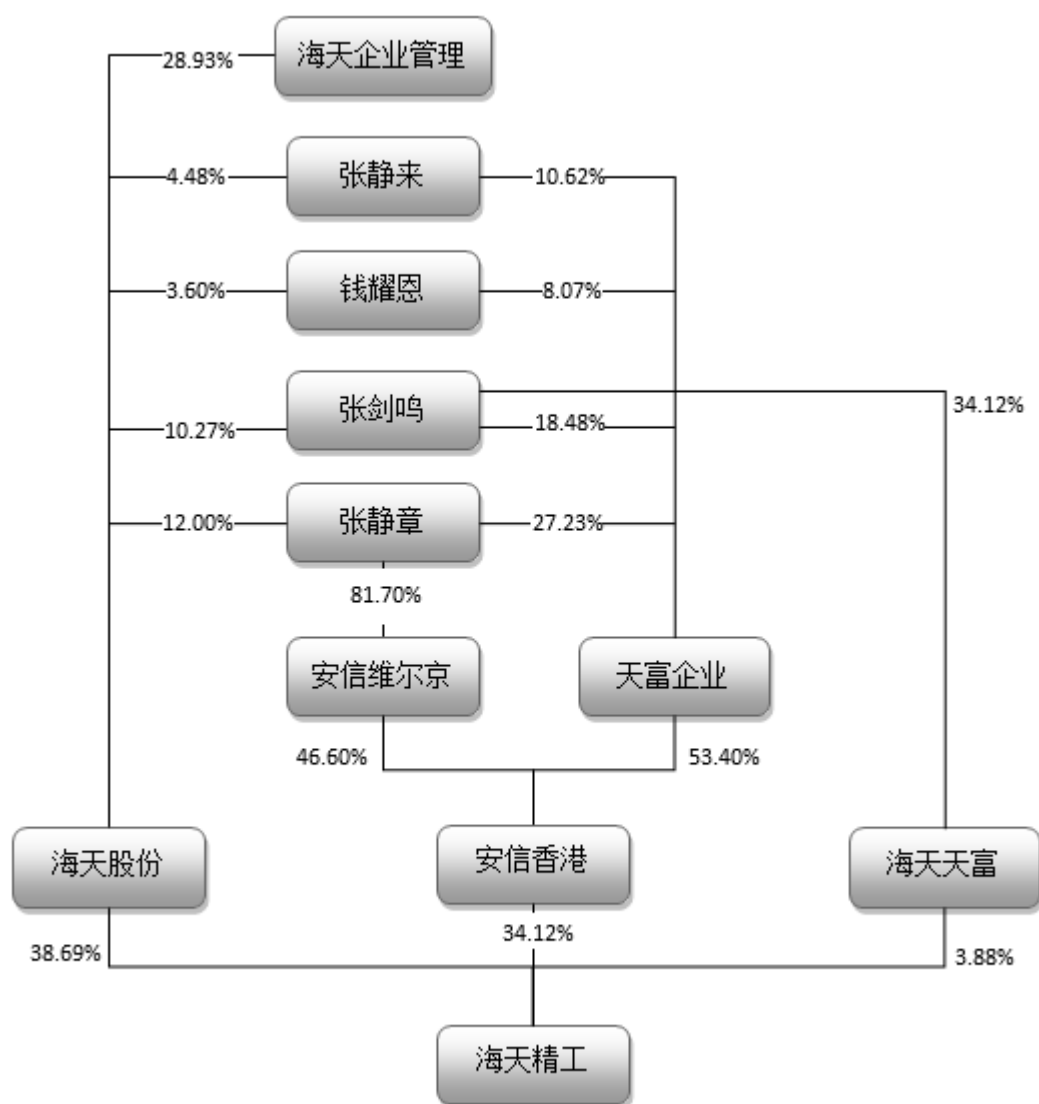 海天企业管理
28.93%
张静来
4.48%
10.62%
钱耀恩
3.60%
8.07%
张剑鸣
34.12%
10.27%
18.48%
张静章
12.00%
27.23%
81.70%
安信维尔京
天富企业
46.60%
53.40%
海天股份
安信香港
海天天富
38.69%
34.12%
3.88%
海天精工